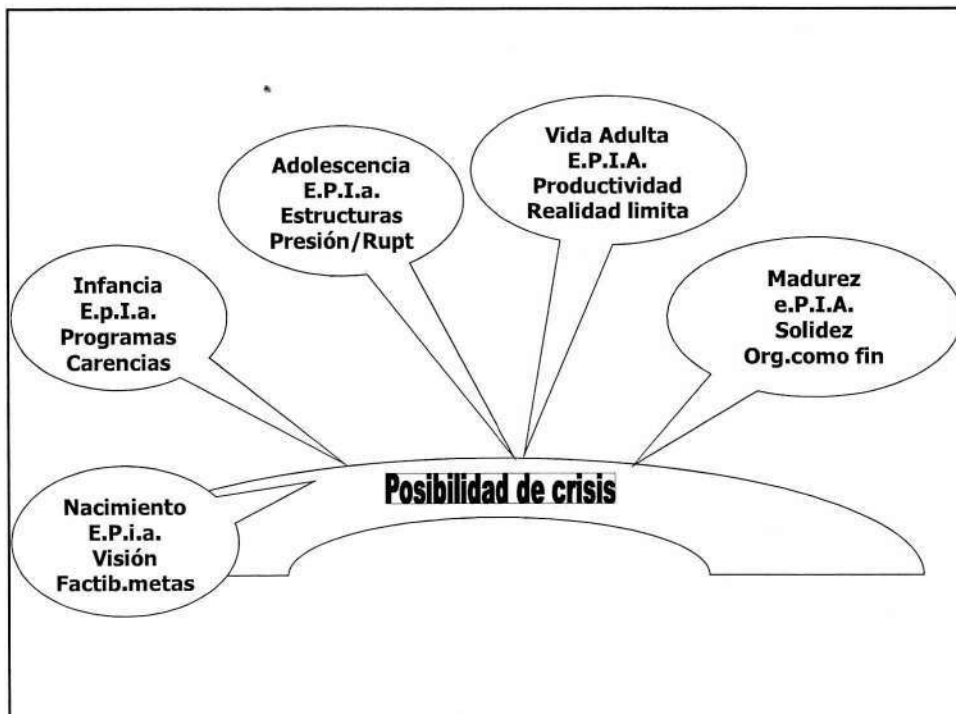 Nacimiento
E.P.i.a.
Visión
Factib.metas
Infancia
E.p.I.a.
Programas
Carencias
Adolescencia
E.P.I.a.
Estructuras
Presión/Rupt
Vida Adulta
E.P.I.A.
Productividad
Realidad limita
Madurez
e.P.I.A.
Solidez
Org.como fin
Posibilidad de crisis